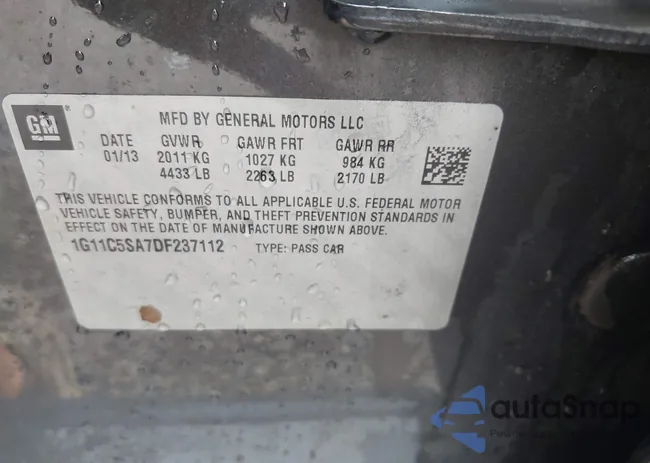 GM
MFD BY GENERAL MOTORS LLC
DATE GVWR GAWR FRT GAWR RR
01/13 2011 KG 1027 KG 984 KG
4433 LB 2263 LB 2170 LB
THIS VEHICLE CONFORMS TO ALL APPLICABLE U.S. FEDERAL MOTOR
VEHICLE SAFETY, BUMPER, AND THEFT PREVENTION STANDARDS IN
EFFECT ON THE DATE OF MANUFACTURE SHOWN ABOVE.
1G11C5SA7DF237112 TYPE: PASS CAR
autoSnap